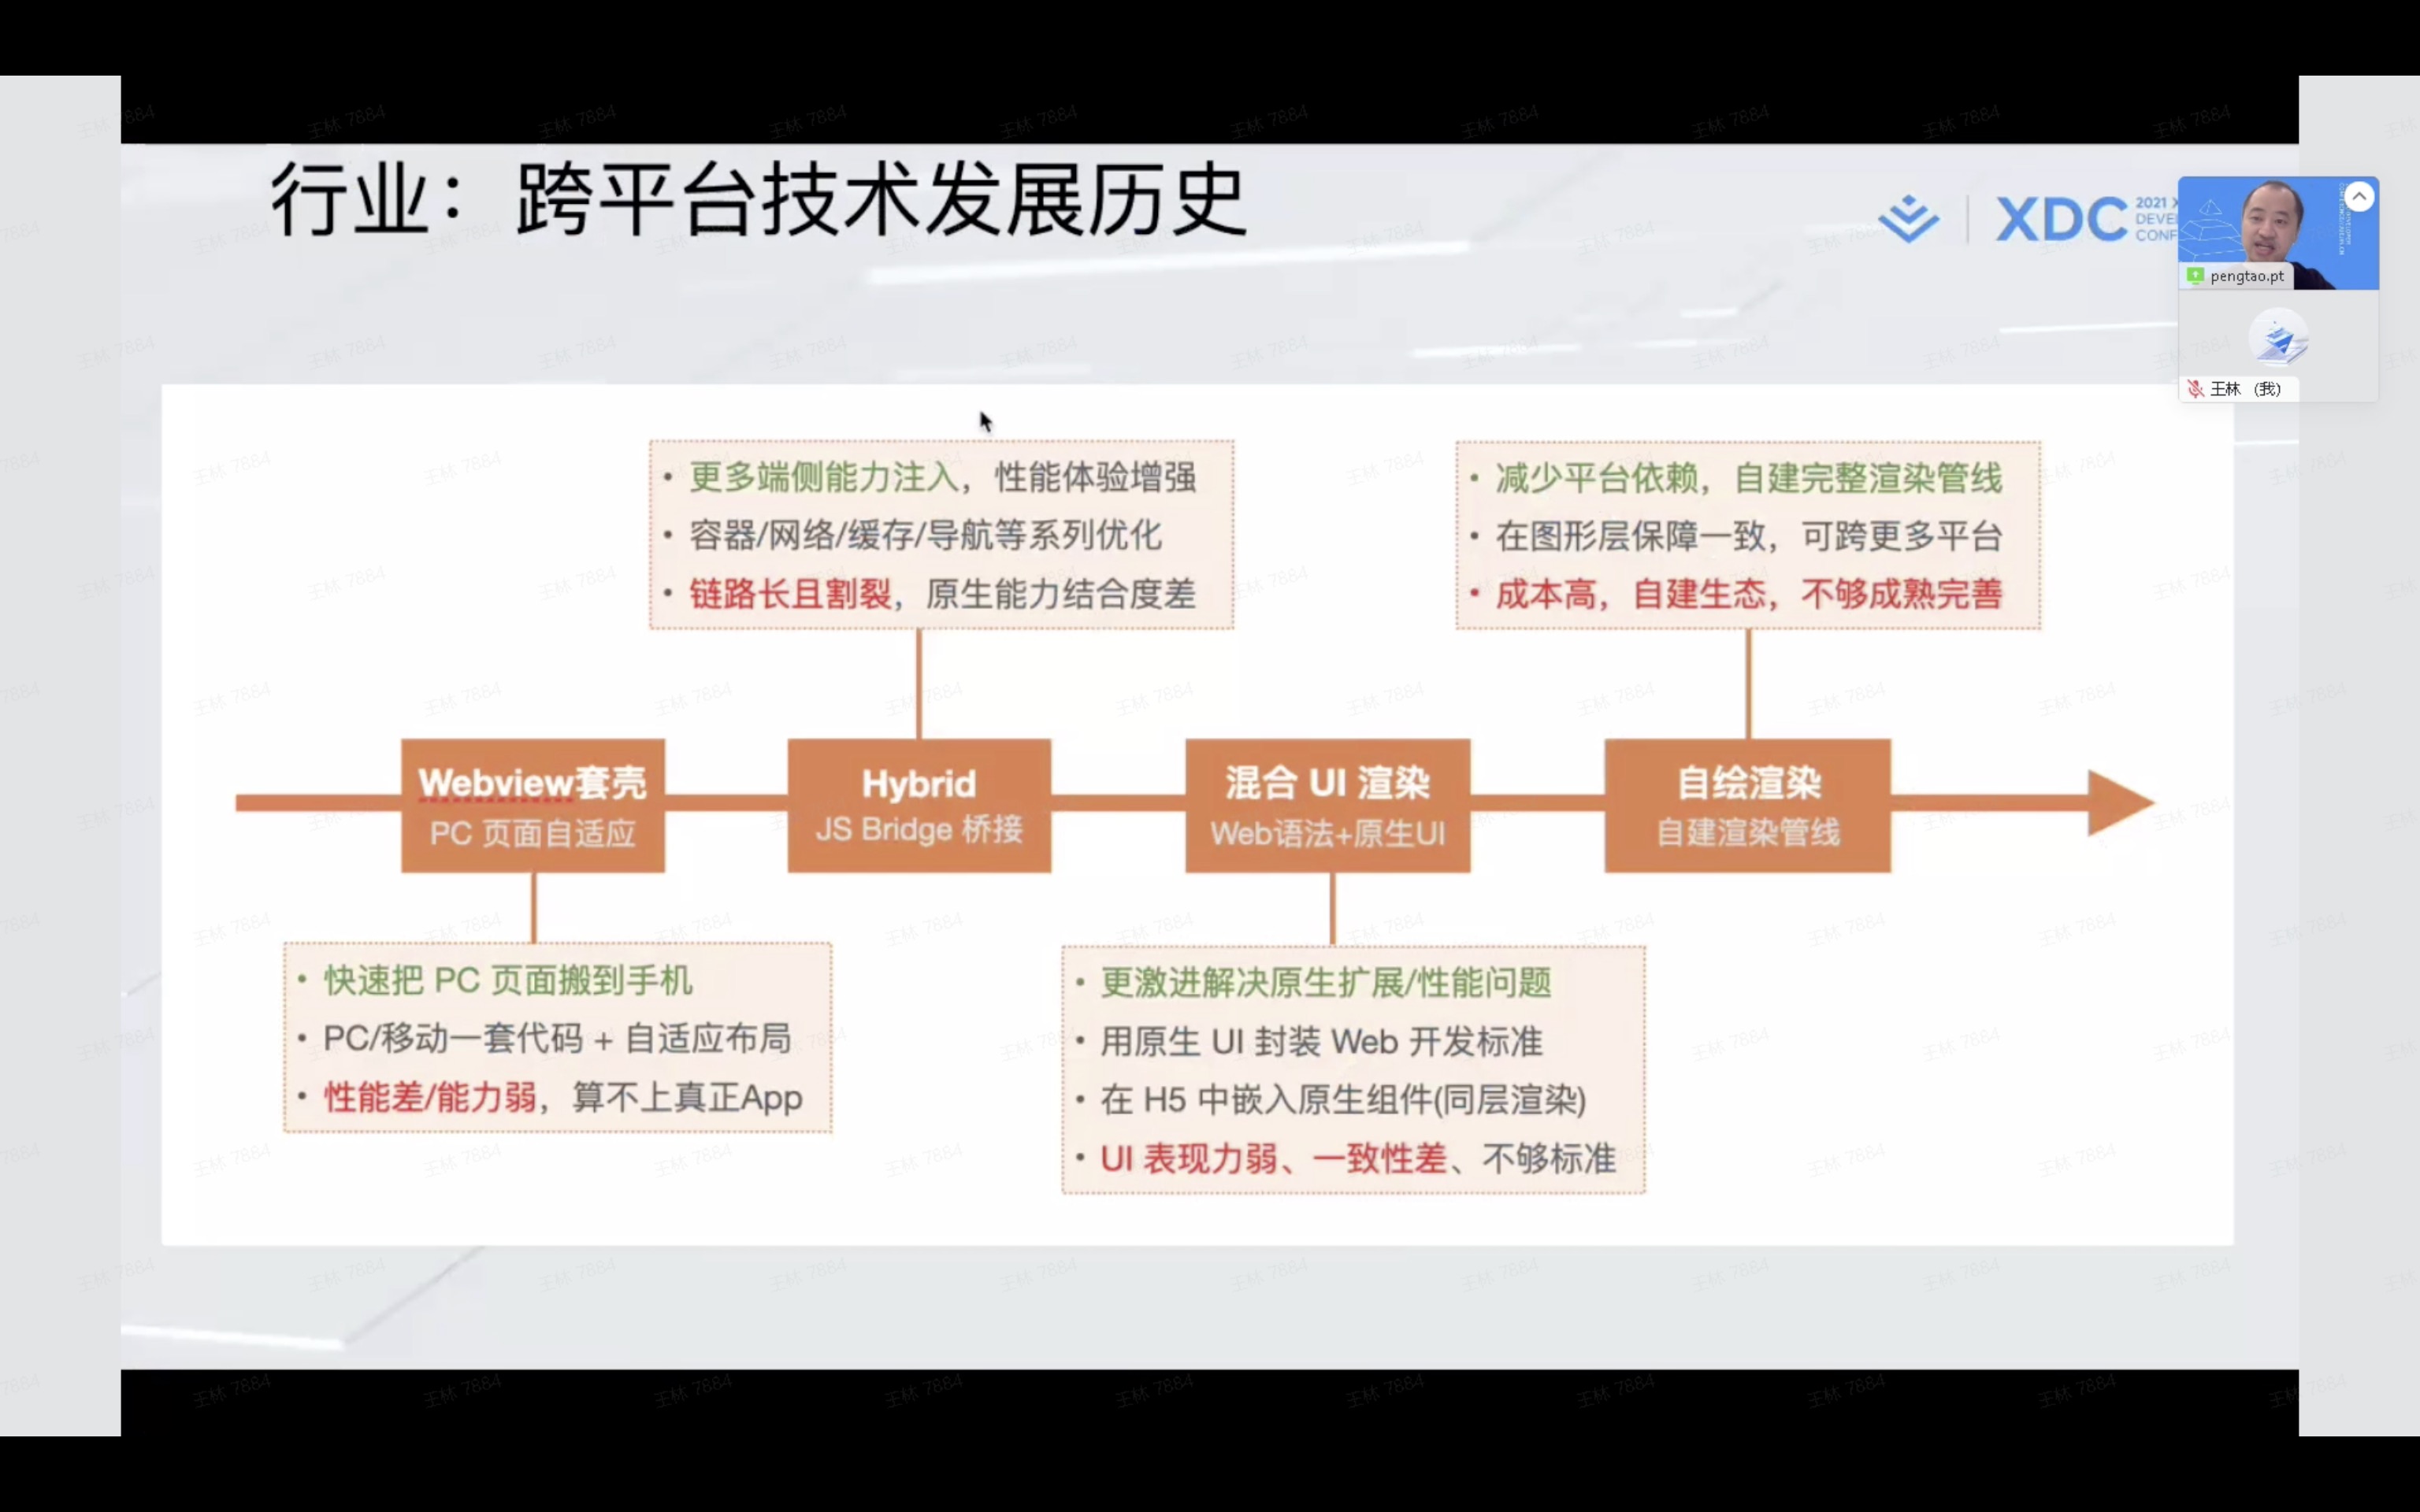 行业：跨平台技术发展历史
XDC
2021 X
DEVE
CONF
pengtao.pt
王林 (我)
• 更多端侧能力注入，性能体验增强
• 容器/网络/缓存/导航等系列优化
• 链路长且割裂，原生能力结合度差
• 减少平台依赖，自建完整渲染管线
• 在图形层保障一致，可跨更多平台
• 成本高，自建生态，不够成熟完善
Webview套壳
PC 页面自适应
Hybrid
JS Bridge 桥接
混合 UI 渲染
Web语法+原生UI
自绘渲染
自建渲染管线
• 快速把 PC 页面搬到手机
• PC/移动一套代码 + 自适应布局
• 性能差/能力弱，算不上真正App
• 更激进解决原生扩展/性能问题
• 用原生 UI 封装 Web 开发标准
• 在 H5 中嵌入原生组件(同层渲染)
• UI 表现力弱、一致性差、不够标准
王林 7884